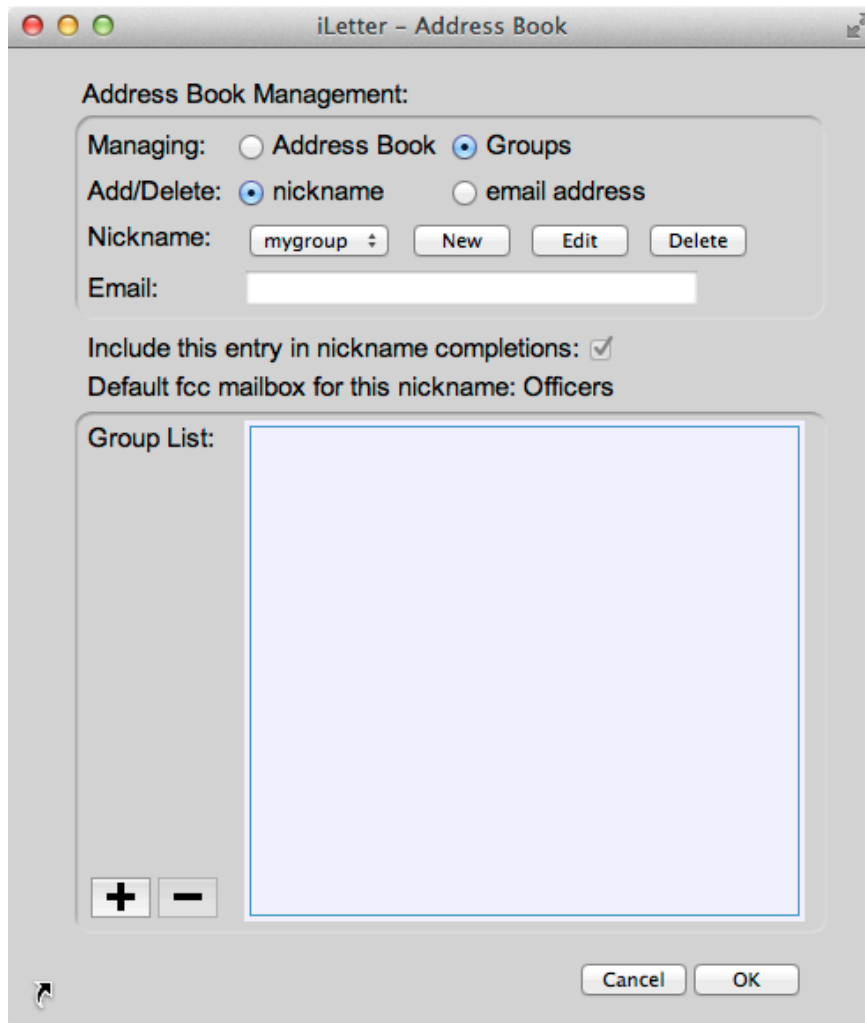 iLetter – Address Book
Address Book Management:
Managing: Address Book Groups
Add/Delete: nickname email address
Nickname: mygroup New Edit Delete
Email:
Include this entry in nickname completions:
Default fcc mailbox for this nickname: Officers
Group List:
Cancel OK